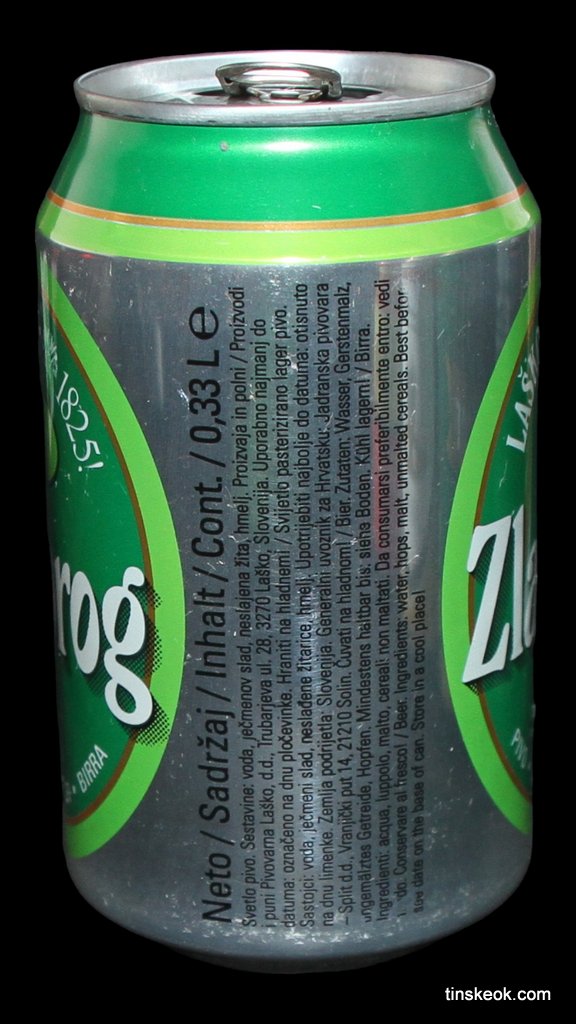 1825!
rog
BIRRA
Neto / Sadržaj / Inhalt / Cont. / 0,33 L e
Svetlo pivo. Sestavine: voda, ječmenov slad, neslajena žita, hmelj. Proizvaja in polni / Proizvodi
i puni Pivovarna Laško, d.d., Trubarjeva ul. 28, 3270 Laško, Slovenija. Uporabno najmanj do
datuma: označeno na dnu pločevinke. Hraniti na hladnem! / Svijetlo pasterizirano lager pivo.
Sastojci: voda, ječmeni slad, neslađene žitarice, hmelj. Upotrijebiti najbolje do datuma: otisnuto
na dnu limenke. Zemlja podrijetla: Slovenija. Generalni uvoznik za Hrvatsku: Jadranska pivovara
– Split d.d., Vranjički put 14, 21210 Solin. Čuvati na hladnom! / Bier. Zutaten: Wasser, Gerstenmalz,
ungemälztes Getreide, Hopfen. Mindestens haltbar bis: siehe Boden. Kühl lagern! / Birra.
Ingredienti: acqua, luppolo, malto, cereali non maltati. Da consumarsi preferibilmente entro: vedi
fondo. Conservare al fresco! / Beer. Ingredients: water, hops, malt, unmalted cereals. Best befor
see date on the base of can. Store in a cool place!
LAŠK
Zla
PIVO
tinskeok.com